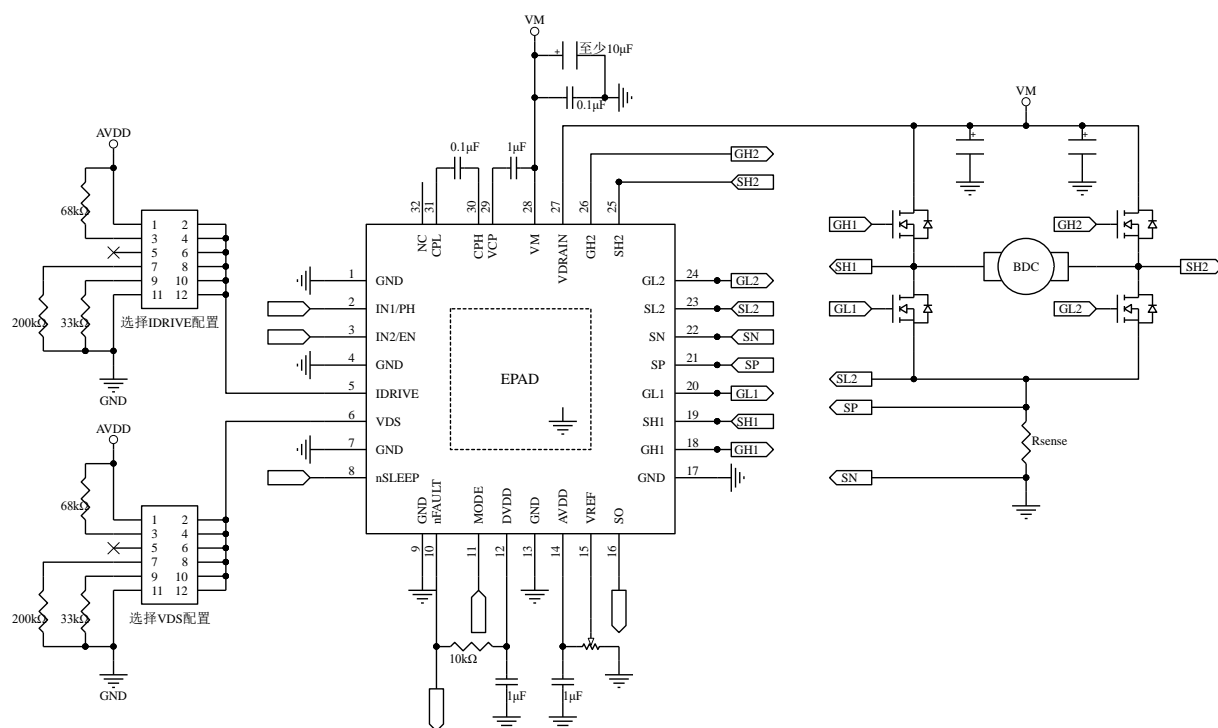 VM
至少10μF
0.1μF
VM
AVDD
0.1μF
1μF
GH2
SH2
68kΩ
32
31
30
29
28
27
26
25
1
2
3
4
5
6
7
8
9
10
11
12
NC
CPL
CPH
VCP
VM
VDRAIN
GH2
SH2
GH1
GH2
200kΩ
33kΩ
选择IDRIVE配置
GND
SH1
BDC
SH2
GL1
GL2
1 GND
2 IN1/PH
3 IN2/EN
4 GND
5 IDRIVE
6 VDS
7 GND
8 nSLEEP
EPAD
GL2 24 GL2
SL2 23 SL2
SN 22 SN
SP 21 SP
GL1 20 GL1
SH1 19 SH1
GH1 18 GH1
GND 17
SL2
SP
Rsense
SN
AVDD
68kΩ
1
2
3
4
5
6
7
8
9
10
11
12
200kΩ
33kΩ
选择VDS配置
GND
GND
nFAULT
MODE
DVDD
GND
AVDD
VREF
SO
9
10
11
12
13
14
15
16
10kΩ
1μF
1μF